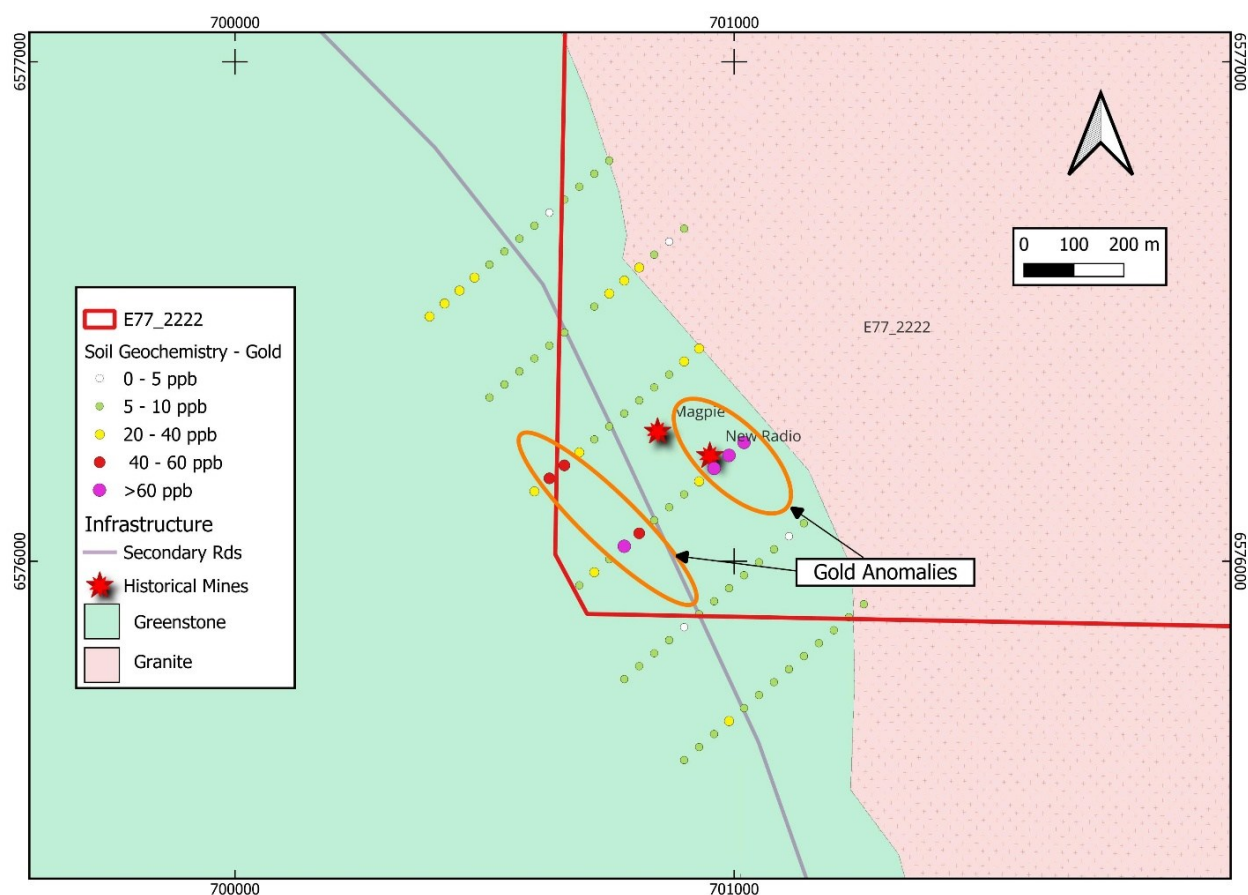 700000
701000
6577000
6577000
0 100 200 m
E77_2222
E77_2222
Soil Geochemistry - Gold
0 - 5 ppb
5 - 10 ppb
20 - 40 ppb
40 - 60 ppb
>60 ppb
Infrastructure
Secondary Rds
Historical Mines
Greenstone
Granite
Magpie
New Radio
Gold Anomalies
6576000
6576000
700000
701000